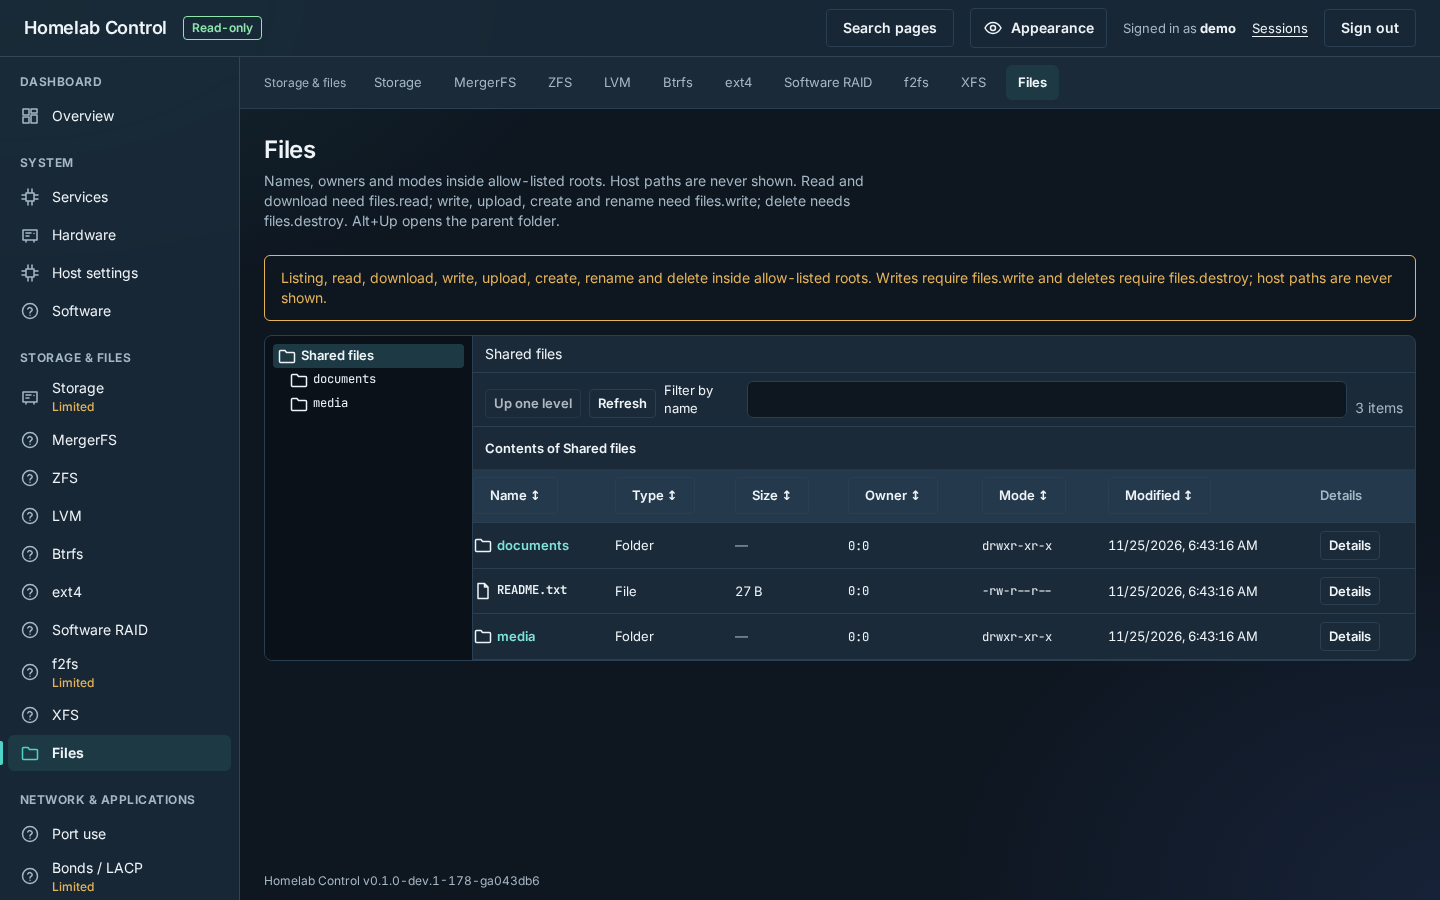 Homelab Control
Read-only
Search pages
Appearance
Signed in as demo
Sessions
Sign out
DASHBOARD
Overview
SYSTEM
Services
Hardware
Host settings
Software
STORAGE & FILES
Storage
Limited
MergerFS
ZFS
LVM
Btrfs
ext4
Software RAID
f2fs
Limited
XFS
Files
NETWORK & APPLICATIONS
Port use
Bonds / LACP
Limited
Storage & files Storage MergerFS ZFS LVM Btrfs ext4 Software RAID f2fs XFS Files
Files
Names, owners and modes inside allow-listed roots. Host paths are never shown. Read and
download need files.read; write, upload, create and rename need files.write; delete needs
files.destroy. Alt+Up opens the parent folder.
Listing, read, download, write, upload, create, rename and delete inside allow-listed roots. Writes require files.write and deletes require files.destroy; host paths are never
shown.
Shared files
documents
media
Shared files
Up one level
Refresh
Filter by
name
3 items
Contents of Shared files
Name ↕ Type ↕ Size ↕ Owner ↕ Mode ↕ Modified ↕ Details
documents Folder — 0:0 drwxr-xr-x 11/25/2026, 6:43:16 AM Details
README.txt File 27 B 0:0 -rw-r--r-- 11/25/2026, 6:43:16 AM Details
media Folder — 0:0 drwxr-xr-x 11/25/2026, 6:43:16 AM Details
Homelab Control v0.1.0-dev.1-178-ga043db6